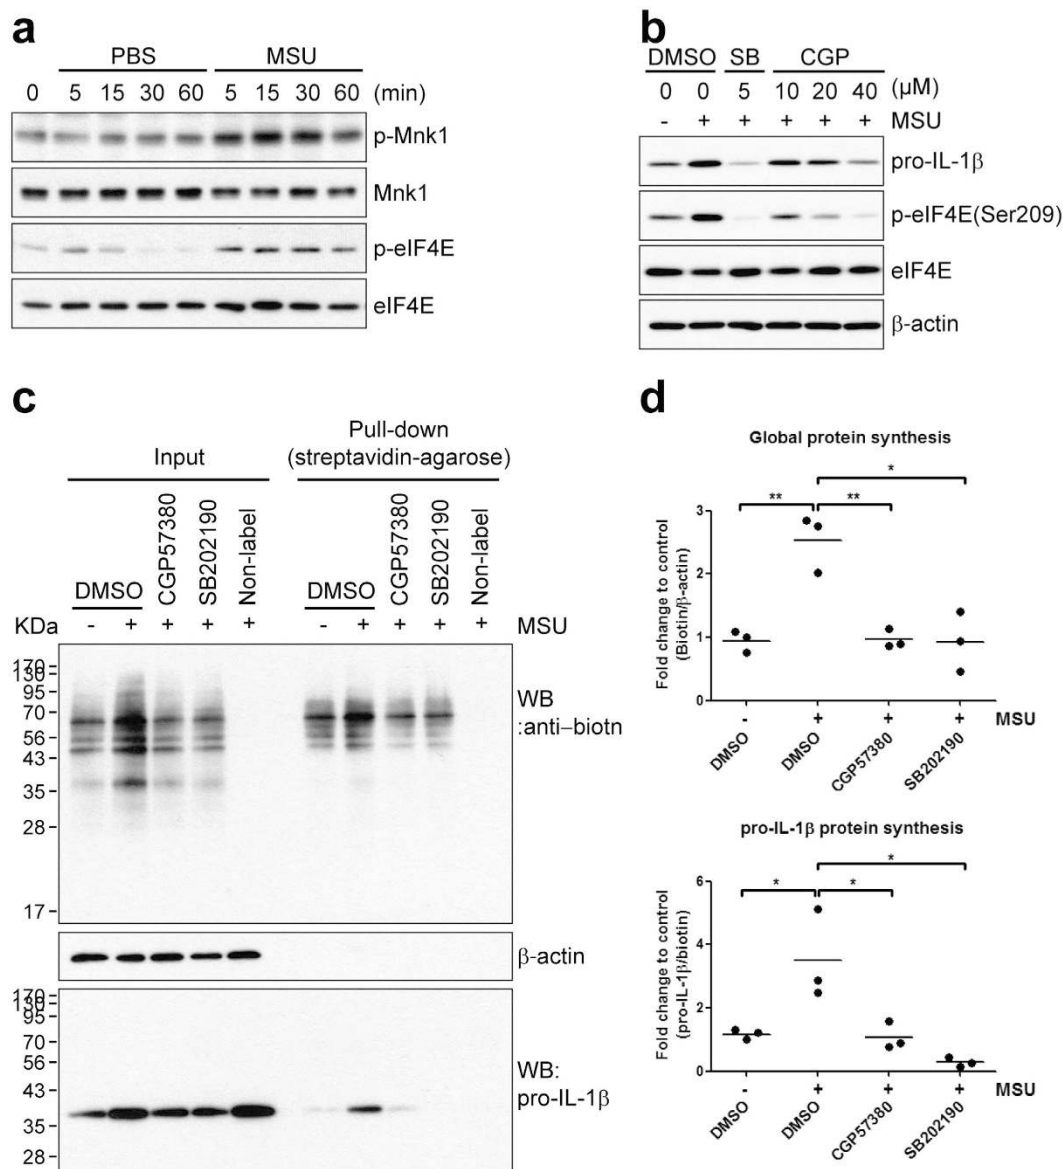 a
PBS MSU
0 5 15 30 60 5 15 30 60 (min)
p-Mnk1
Mnk1
p-eIF4E
eIF4E
b
DMSO SB CGP
0 0 5 10 20 40 (μM)
- + + + + + MSU
pro-IL-1β
p-eIF4E(Ser209)
eIF4E
β-actin
c
Input
Pull-down
(streptavidin-agarose)
DMSO CGP57380 SB202190 Non-label DMSO CGP57380 SB202190 Non-label
KDa - + + + + - + + + + MSU
170
130
95
70
56
43
35
28
17
WB
:anti–biotn
β-actin
170
130
95
70
56
43
35
28
WB:
pro-IL-1β
d
Global protein synthesis
*
** **
Fold change to control
(Biotin/β-actin)
3
2
1
0
- + + + MSU
DMSO DMSO CGP57380 SB202190
pro-IL-1β protein synthesis
*
* *
Fold change to control
(pro-IL-1β/biotin)
6
4
2
0
- + + + MSU
DMSO DMSO CGP57380 SB202190